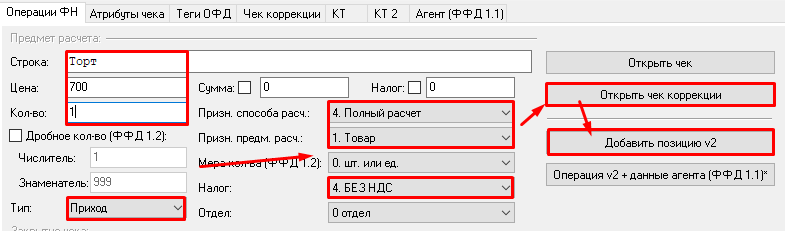 Операции ФН Атрибуты чека Теги ОФД Чек коррекции КТ КТ 2 Агент (ФФД 1.1)
Предмет расчета:
Строка: Торт
Открыть чек
Цена: 700 Сумма: 0 Налог: 0
Открыть чек коррекции
Кол-во: 1 Призн. способа расч.: 4. Полный расчет
Дробное кол-во (ФФД 1.2): Призн. предм. расч.: 1. Товар
Добавить позицию v2
Числитель: 1 Мера кол-ва (ФФД 1.2): 0. шт. или ед.
Знаменатель: 999 Налог: 4. БЕЗ НДС
Операция v2 + данные агента (ФФД 1.1)*
Тип: Приход Отдел: 0 отдел